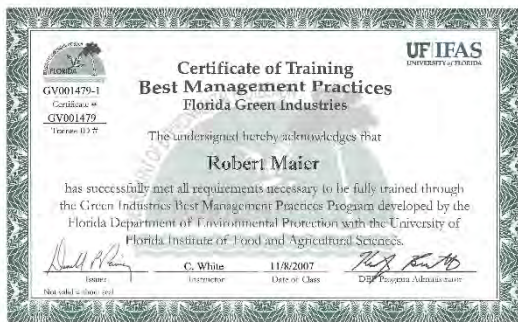 FLORIDA
UF IFAS
UNIVERSITY of FLORIDA
GV001479-1
Certificate #
GV001479
Trainee ID #
Certificate of Training
Best Management Practices
Florida Green Industries
The undersigned hereby acknowledges that
Robert Maier
has successfully met all requirements necessary to be fully trained through
the Green Industries Best Management Practices Program developed by the
Florida Department of Environmental Protection with the University of
Florida Institute of Food and Agricultural Sciences.
C. White
11/8/2007
Issuer
Instructor
Date of Class
DEP Program Administrator
Not valid without seal